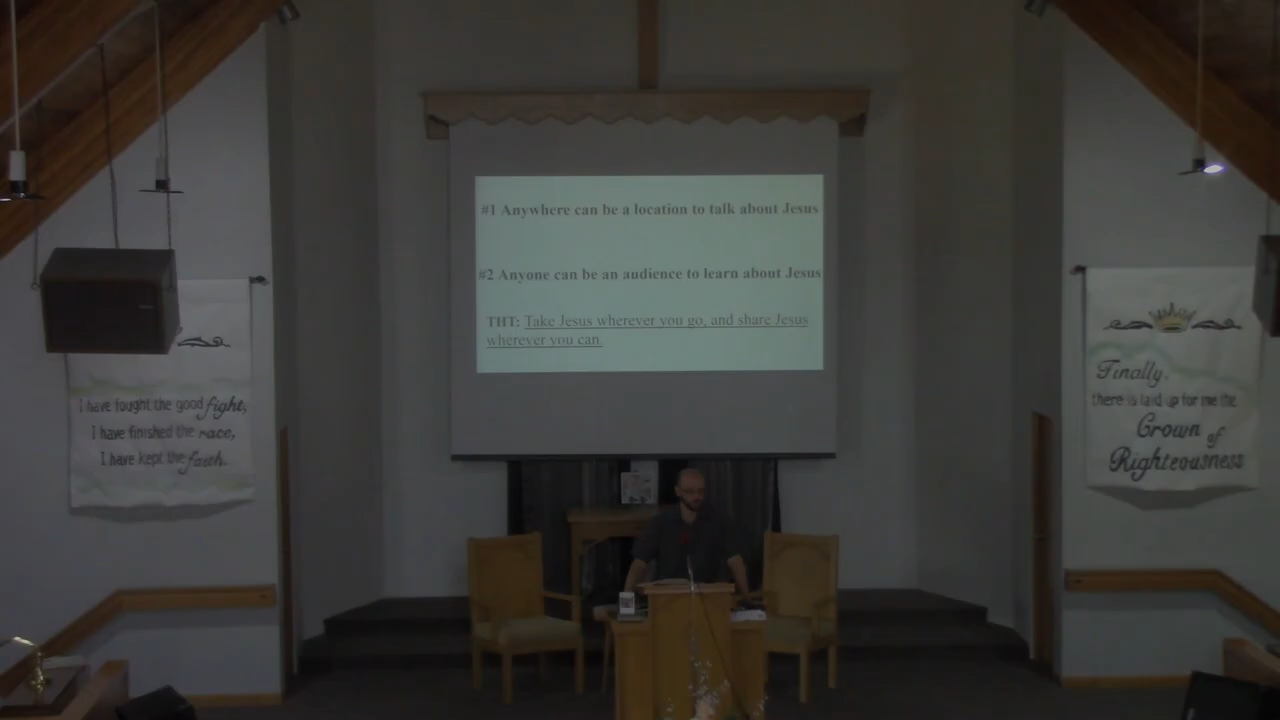 #1 Anywhere can be a location to talk about Jesus
#2 Anyone can be an audience to learn about Jesus
THT: Take Jesus wherever you go, and share Jesus
wherever you can.
I have fought the good fight,
I have finished the race,
I have kept the faith.
Finally,
there is laid up for me the
Crown of
Righteousness